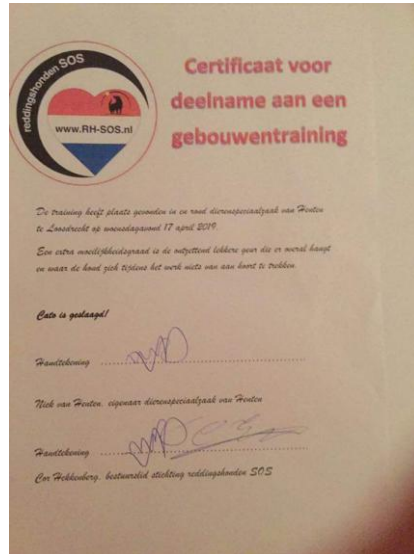 reddingshonden SOS
www.RH-SOS.nl
Certificaat voor
deelname aan een
gebouwentraining
De training heeft plaats gevonden in en rond dierenspeciaalzaak van Henten
te Loosdrecht op woensdagavond 17 april 2019.
Een extra moeilijkheidsgraad is de ontzettend lekkere geur die er overal hangt
en waar de hond zich tijdens het werk niets van aan hoort te trekken.
Cato is geslaagd!
Handtekening
Niek van Henten, eigenaar dierenspeciaalzaak van Henten
Handtekening
Cor Hekkenberg, bestuurslid stichting reddingshonden SOS